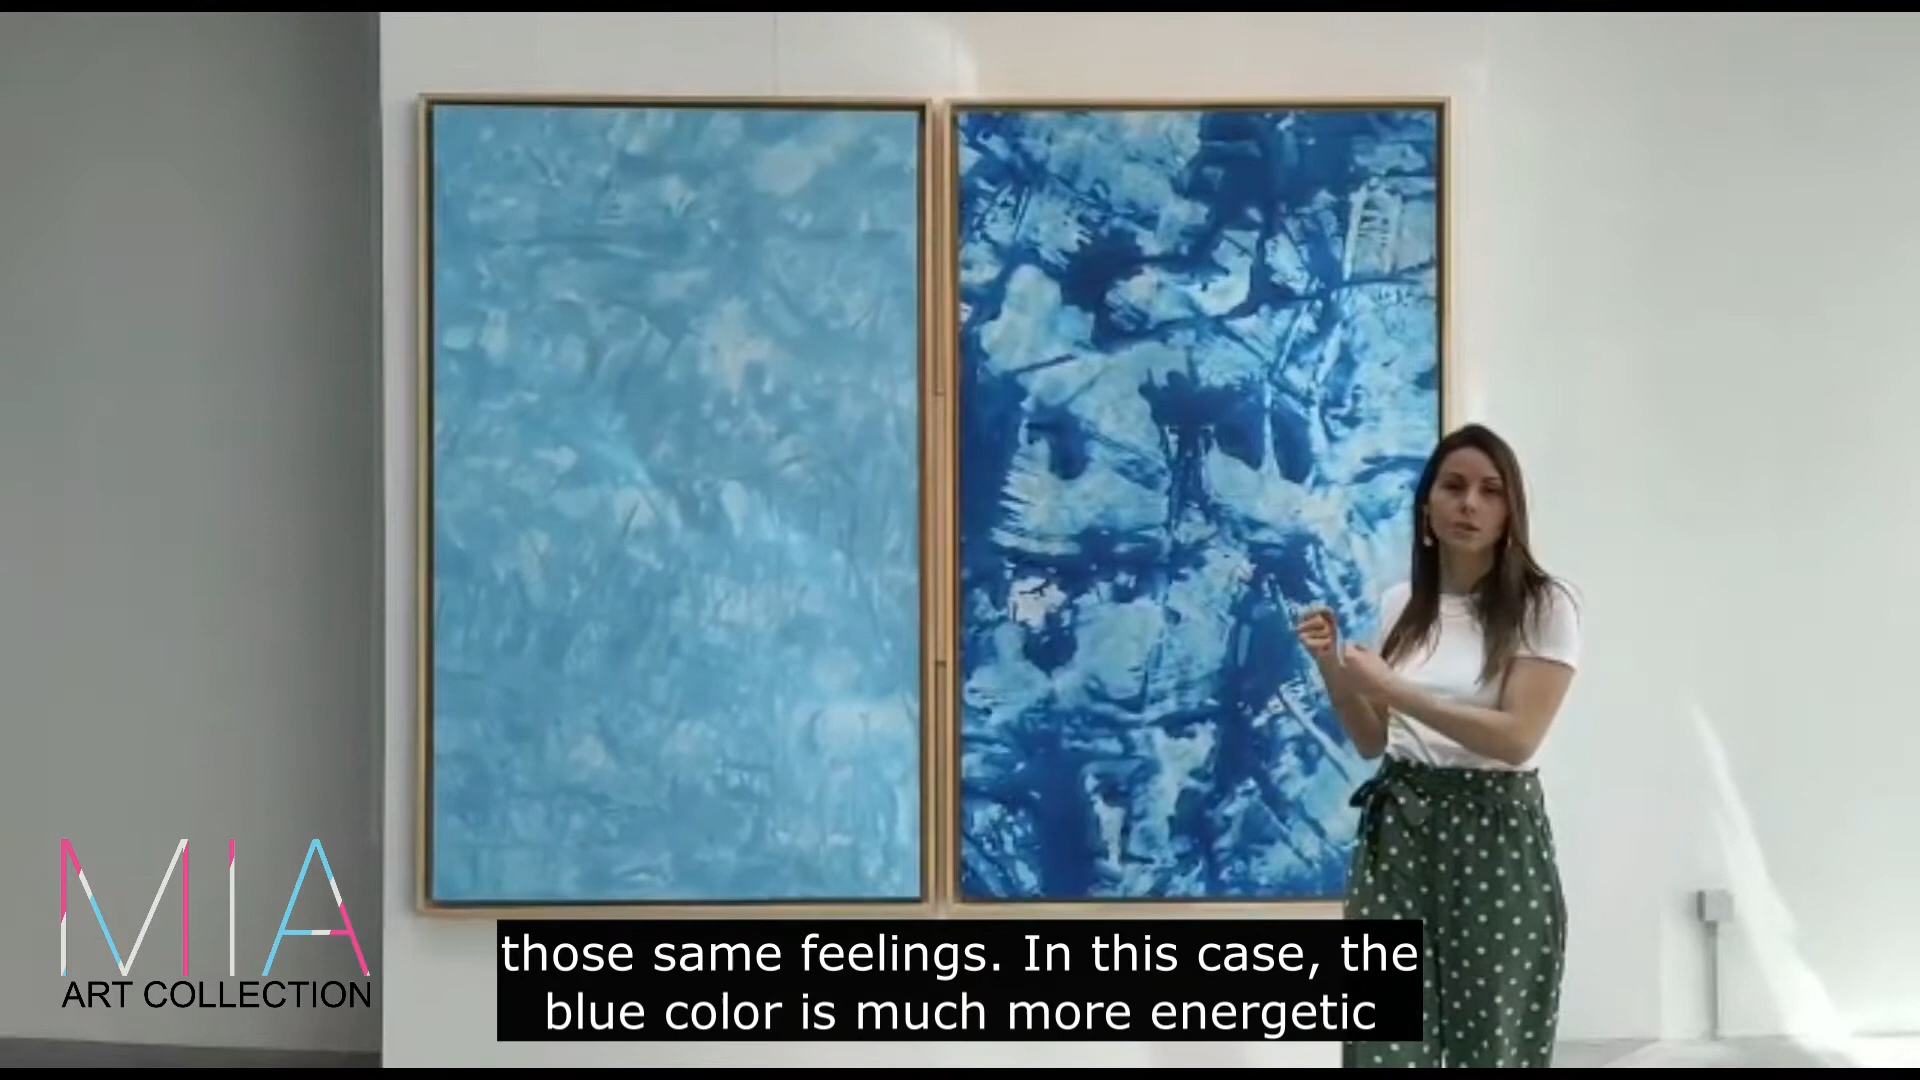 MIA
ART COLLECTION
those same feelings. In this case, the
blue color is much more energetic